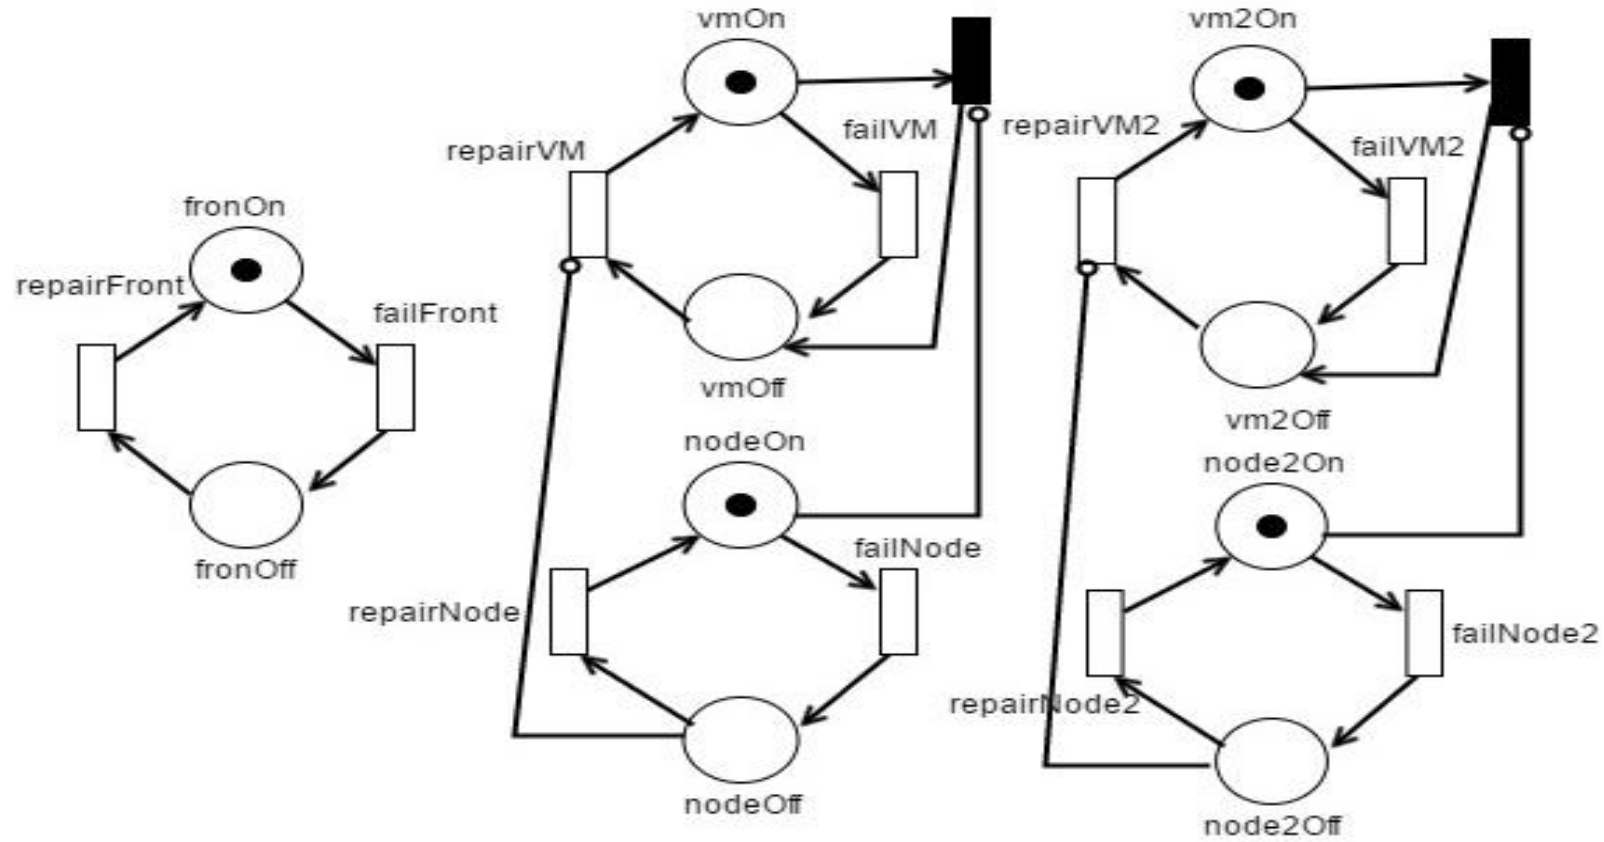 vmOn
vm2On
failVM
repairVM2
repairVM
failVM2
fronOn
repairFront
failFront
vmOff
vm2Off
nodeOn
node2On
failNode
fronOff
repairNode
failNode2
repairNode2
nodeOff
node2Off